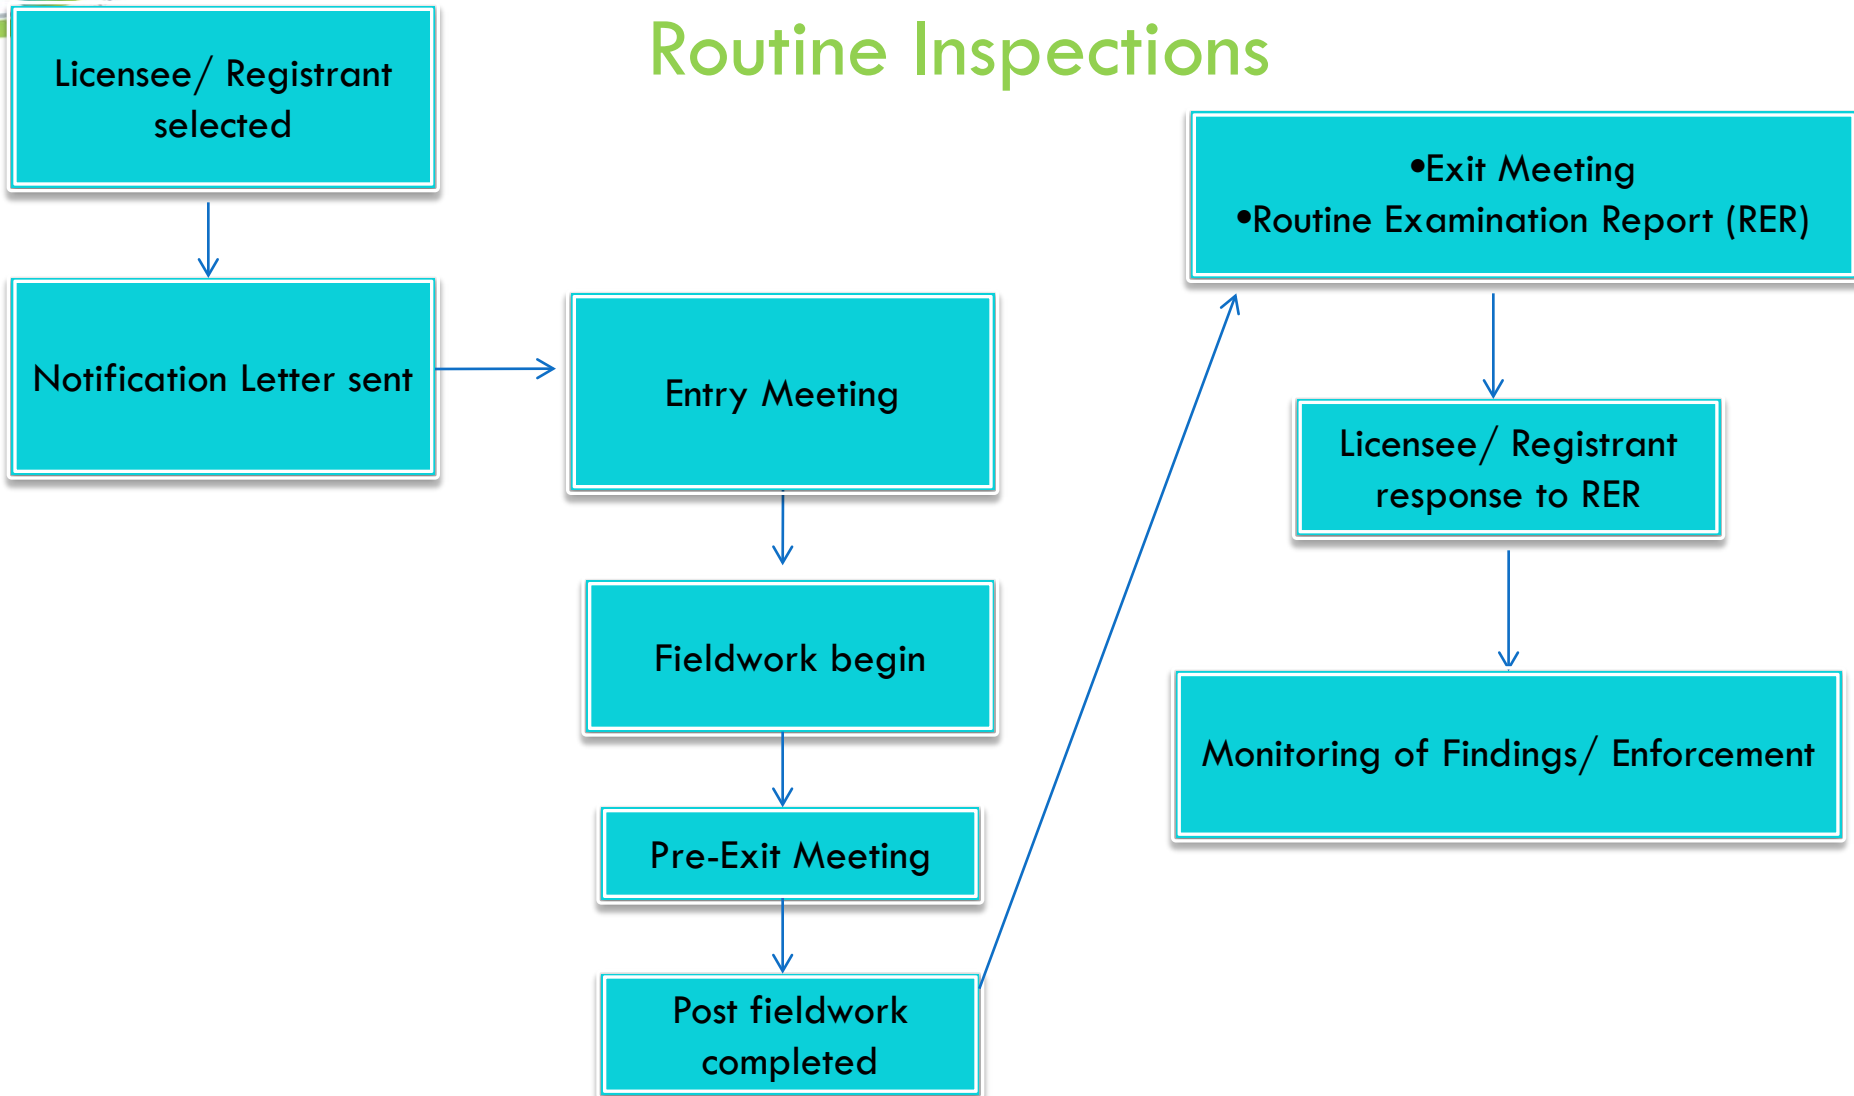 Routine Inspections
Licensee/ Registrant
selected
Notification Letter sent
Entry Meeting
Fieldwork begin
Pre-Exit Meeting
Post fieldwork
completed
•Exit Meeting
•Routine Examination Report (RER)
Licensee/ Registrant
response to RER
Monitoring of Findings/ Enforcement